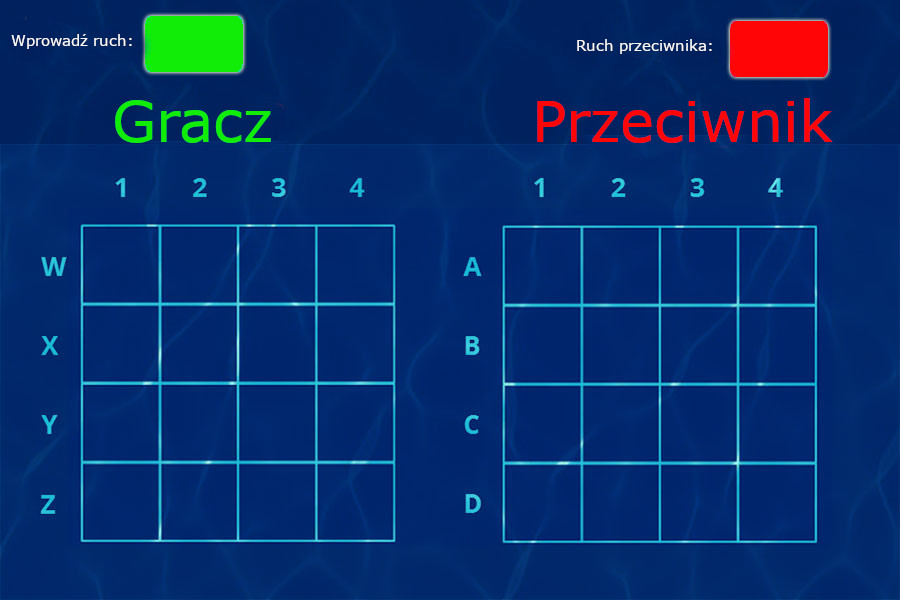 Wprowadź ruch:
Ruch przeciwnika:
Gracz
Przeciwnik
1 2 3 4
W
X
Y
Z
1 2 3 4
A
B
C
D